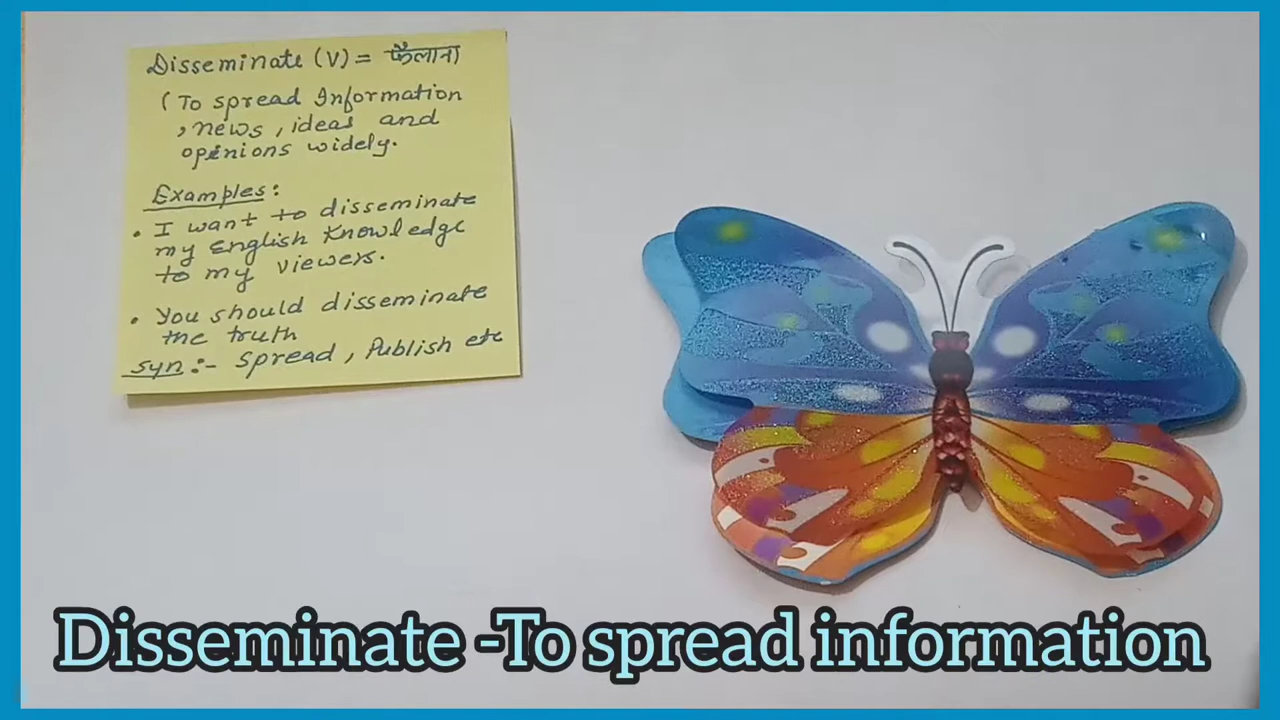 Disseminate (V) = फैलाना
( To spread Information
, news, ideas and
opinions widely.
Examples:
• I want to disseminate
my English Knowledge
to my viewers.
• You should disseminate
the truth
Syn :- Spread, Publish etc
Disseminate -To spread information